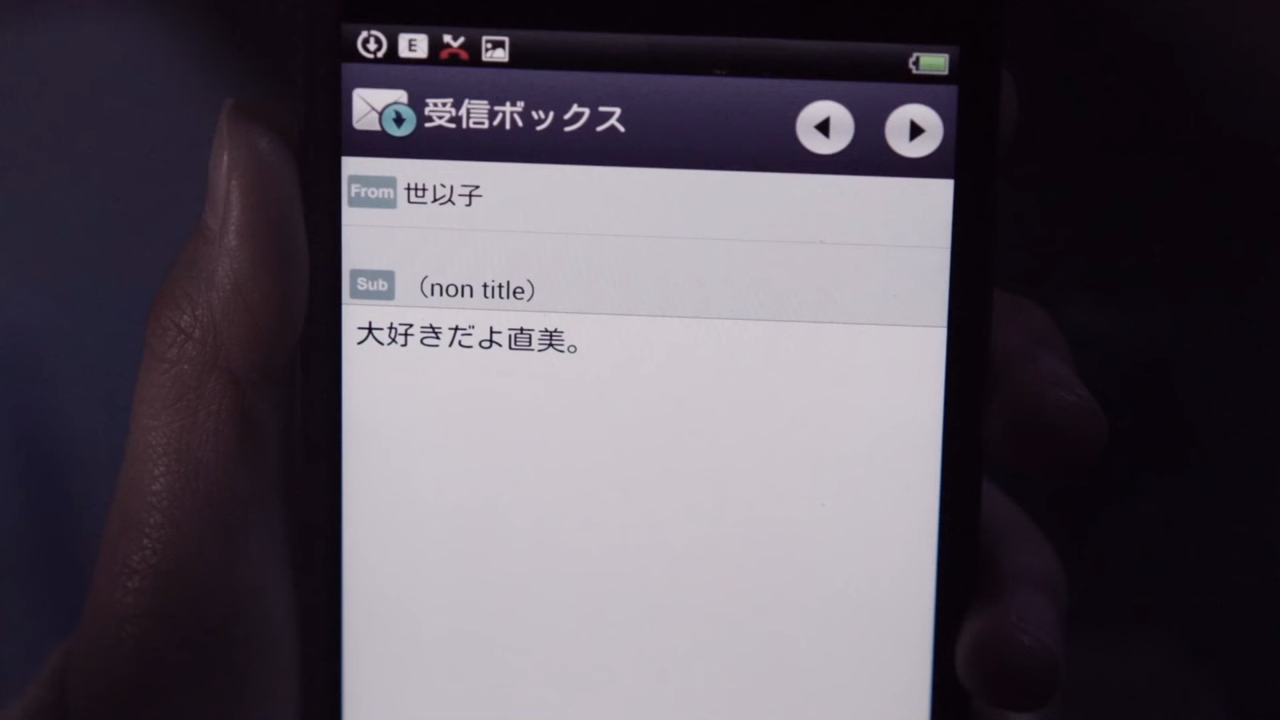 E
受信ボックス
From 世以子
Sub （non title）
大好きだよ直美。